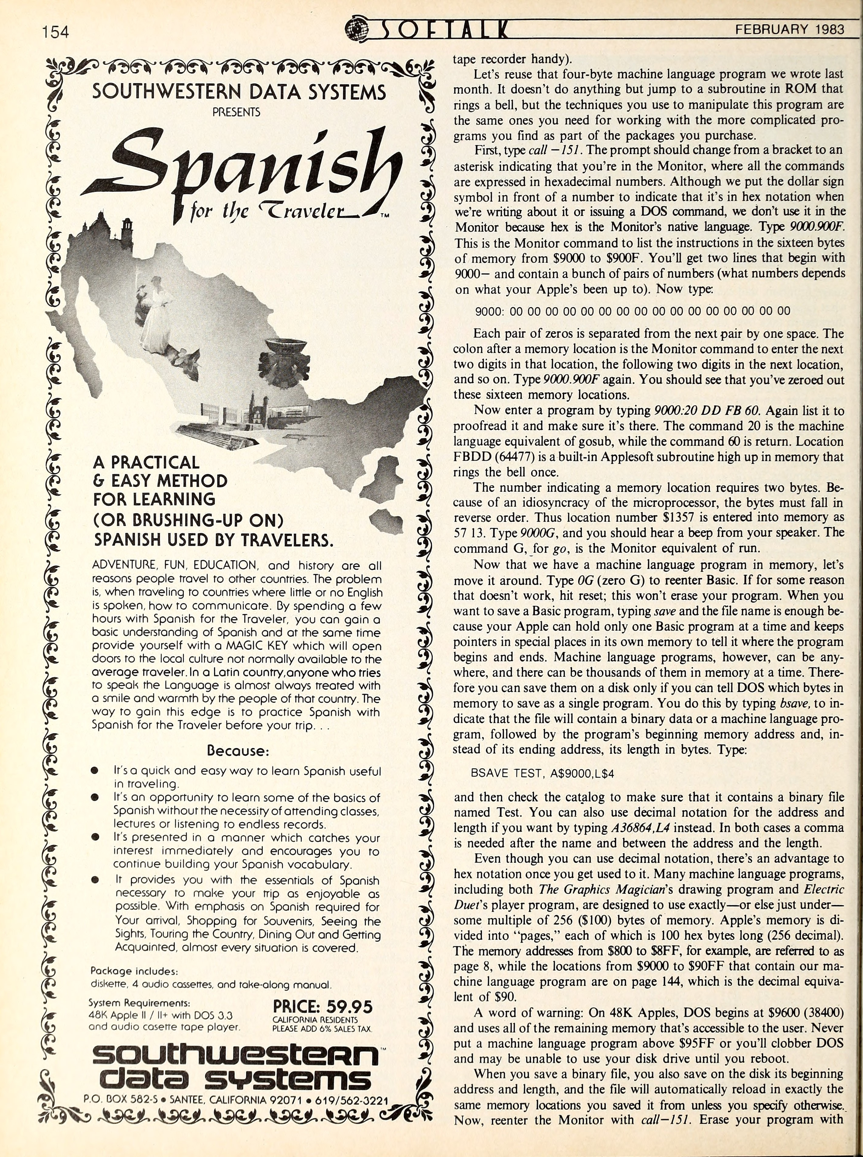 154
SOFTALK
FEBRUARY 1983
SOUTHWESTERN DATA SYSTEMS
PRESENTS
Spanish
for the Traveler™
A PRACTICAL
& EASY METHOD
FOR LEARNING
(OR BRUSHING-UP ON)
SPANISH USED BY TRAVELERS.
ADVENTURE, FUN, EDUCATION, and history are all
reasons people travel to other countries. The problem
is, when traveling to countries where little or no English
is spoken, how to communicate. By spending a few
hours with Spanish for the Traveler, you can gain a
basic understanding of Spanish and at the same time
provide yourself with a MAGIC KEY which will open
doors to the local culture not normally available to the
average traveler. In a Latin country, anyone who tries
to speak the Language is almost always treated with
a smile and warmth by the people of that country. The
way to gain this edge is to practice Spanish with
Spanish for the Traveler before your trip. . .
Because:
● It's a quick and easy way to learn Spanish useful
in traveling.
● It's an opportunity to learn some of the basics of
Spanish without the necessity of attending classes,
lectures or listening to endless records.
● It's presented in a manner which catches your
interest immediately and encourages you to
continue building your Spanish vocabulary.
● It provides you with the essentials of Spanish
necessary to make your trip as enjoyable as
possible. With emphasis on Spanish required for
Your arrival, Shopping for Souvenirs, Seeing the
Sights, Touring the Country, Dining Out and Getting
Acquainted, almost every situation is covered.
Package includes:
diskette, 4 audio cassettes, and take-along manual.
System Requirements:
48K Apple II / II+ with DOS 3.3
and audio casette tape player.
PRICE: 59.95
CALIFORNIA RESIDENTS
PLEASE ADD 6% SALES TAX.
southwestern™
data systems
P.O. BOX 582-S • SANTEE, CALIFORNIA 92071 • 619/562-3221
tape recorder handy).
Let's reuse that four-byte machine language program we wrote last
month. It doesn't do anything but jump to a subroutine in ROM that
rings a bell, but the techniques you use to manipulate this program are
the same ones you need for working with the more complicated pro-
grams you find as part of the packages you purchase.
First, type call −151. The prompt should change from a bracket to an
asterisk indicating that you're in the Monitor, where all the commands
are expressed in hexadecimal numbers. Although we put the dollar sign
symbol in front of a number to indicate that it's in hex notation when
we're writing about it or issuing a DOS command, we don't use it in the
Monitor because hex is the Monitor's native language. Type 9000.900F.
This is the Monitor command to list the instructions in the sixteen bytes
of memory from $9000 to $900F. You'll get two lines that begin with
9000− and contain a bunch of pairs of numbers (what numbers depends
on what your Apple's been up to). Now type:
9000: 00 00 00 00 00 00 00 00 00 00 00 00 00 00 00 00
Each pair of zeros is separated from the next pair by one space. The
colon after a memory location is the Monitor command to enter the next
two digits in that location, the following two digits in the next location,
and so on. Type 9000.900F again. You should see that you've zeroed out
these sixteen memory locations.
Now enter a program by typing 9000:20 DD FB 60. Again list it to
proofread it and make sure it's there. The command 20 is the machine
language equivalent of gosub, while the command 60 is return. Location
FBDD (64477) is a built-in Applesoft subroutine high up in memory that
rings the bell once.
The number indicating a memory location requires two bytes. Be-
cause of an idiosyncracy of the microprocessor, the bytes must fall in
reverse order. Thus location number $1357 is entered into memory as
57 13. Type 9000G, and you should hear a beep from your speaker. The
command G, for go, is the Monitor equivalent of run.
Now that we have a machine language program in memory, let's
move it around. Type 0G (zero G) to reenter Basic. If for some reason
that doesn't work, hit reset; this won't erase your program. When you
want to save a Basic program, typing save and the file name is enough be-
cause your Apple can hold only one Basic program at a time and keeps
pointers in special places in its own memory to tell it where the program
begins and ends. Machine language programs, however, can be any-
where, and there can be thousands of them in memory at a time. There-
fore you can save them on a disk only if you can tell DOS which bytes in
memory to save as a single program. You do this by typing bsave, to in-
dicate that the file will contain a binary data or a machine language pro-
gram, followed by the program's beginning memory address and, in-
stead of its ending address, its length in bytes. Type:
BSAVE TEST, A$9000,L$4
and then check the catalog to make sure that it contains a binary file
named Test. You can also use decimal notation for the address and
length if you want by typing A36864,L4 instead. In both cases a comma
is needed after the name and between the address and the length.
Even though you can use decimal notation, there's an advantage to
hex notation once you get used to it. Many machine language programs,
including both The Graphics Magician's drawing program and Electric
Duet's player program, are designed to use exactly—or else just under—
some multiple of 256 ($100) bytes of memory. Apple's memory is di-
vided into "pages," each of which is 100 hex bytes long (256 decimal).
The memory addresses from $800 to $8FF, for example, are referred to as
page 8, while the locations from $9000 to $90FF that contain our ma-
chine language program are on page 144, which is the decimal equiva-
lent of $90.
A word of warning: On 48K Apples, DOS begins at $9600 (38400)
and uses all of the remaining memory that's accessible to the user. Never
put a machine language program above $95FF or you'll clobber DOS
and may be unable to use your disk drive until you reboot.
When you save a binary file, you also save on the disk its beginning
address and length, and the file will automatically reload in exactly the
same memory locations you saved it from unless you specify otherwise.
Now, reenter the Monitor with call−151. Erase your program with